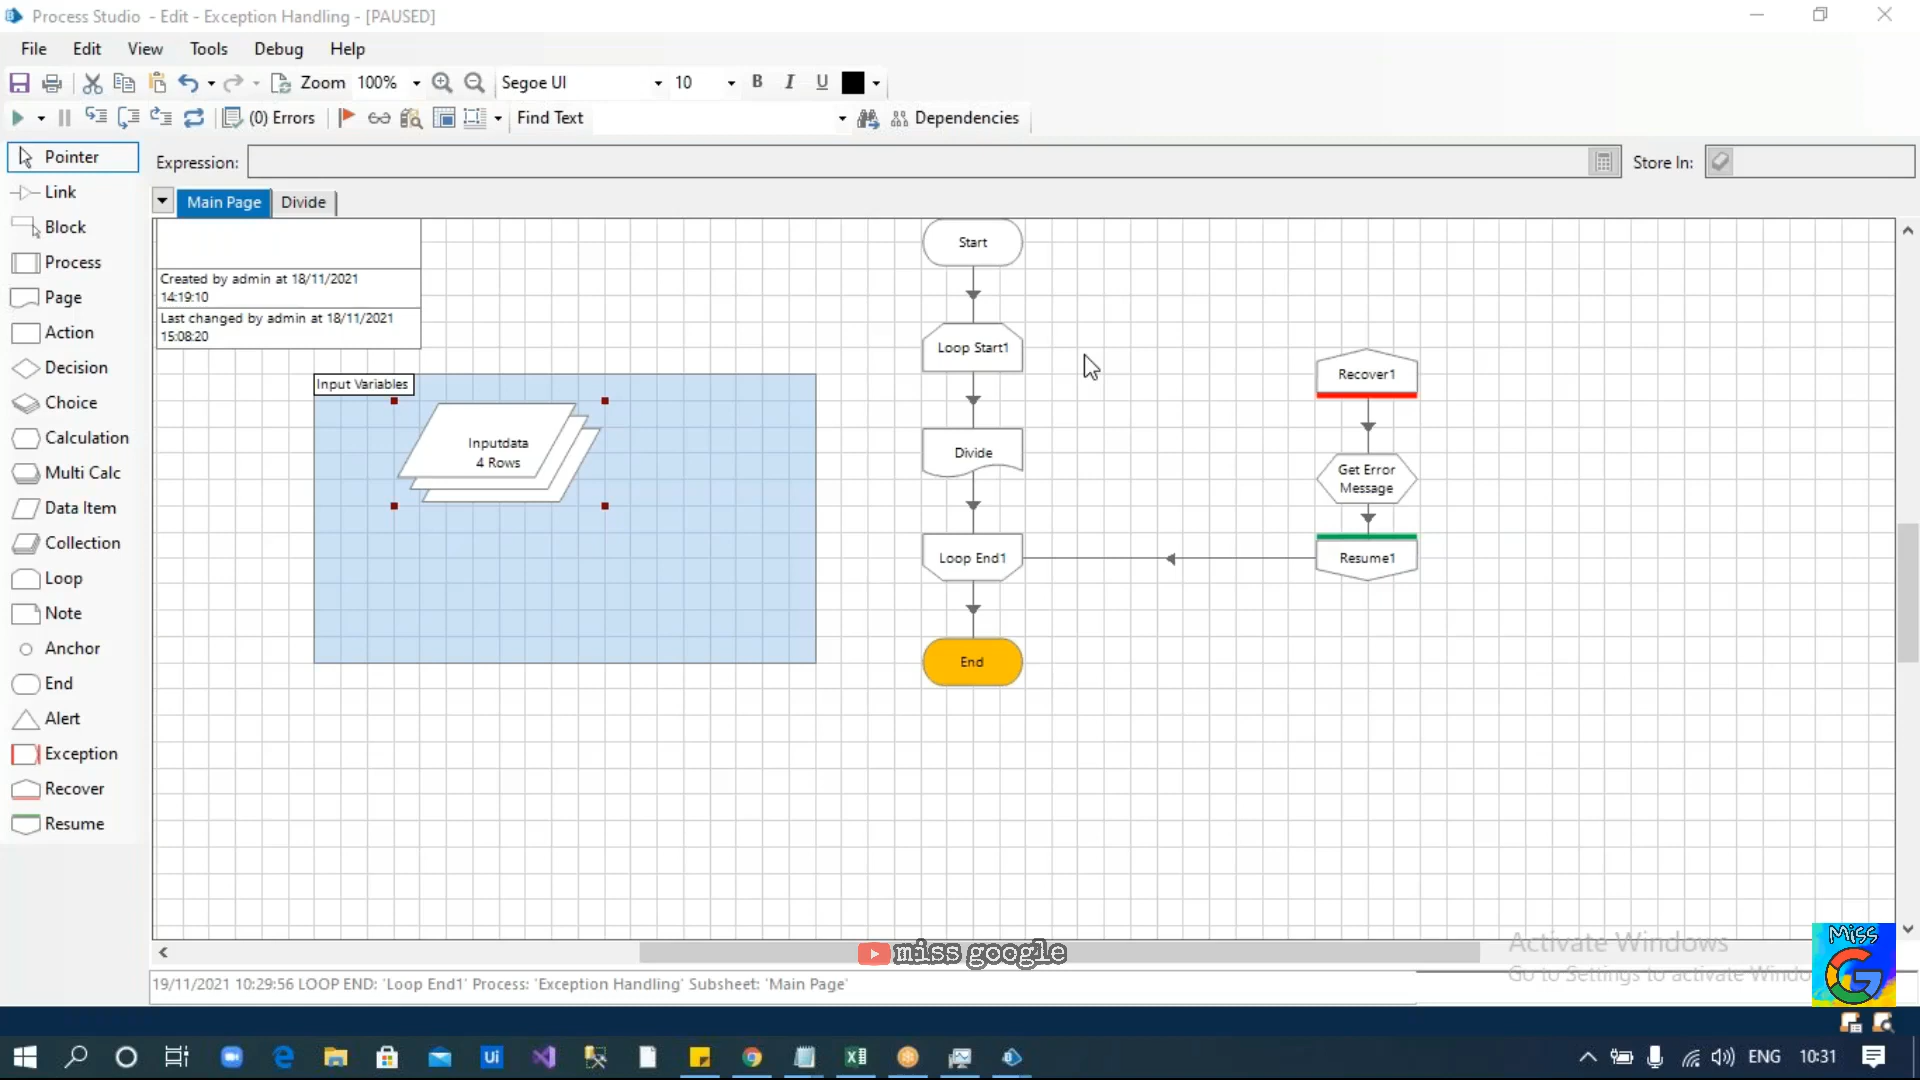 Process Studio - Edit - Exception Handling - [PAUSED]
File Edit View Tools Debug Help
Zoom 100% Segoe UI 10 B I U
(0) Errors Find Text Dependencies
Pointer
Link
Block
Process
Page
Action
Decision
Choice
Calculation
Multi Calc
Data Item
Collection
Loop
Note
Anchor
End
Alert
Exception
Recover
Resume
Expression: Store In:
Main Page Divide
Created by admin at 18/11/2021
14:19:10
Last changed by admin at 18/11/2021
15:08:20
Input Variables
Inputdata
4 Rows
Start
Loop Start1
Divide
Loop End1
End
Recover1
Get Error
Message
Resume1
Activate Windows
Go to Settings to activate Windo
miss google
Miss
G
19/11/2021 10:29:56 LOOP END: 'Loop End1' Process: 'Exception Handling' Subsheet: 'Main Page'
Ui
ENG 10:31